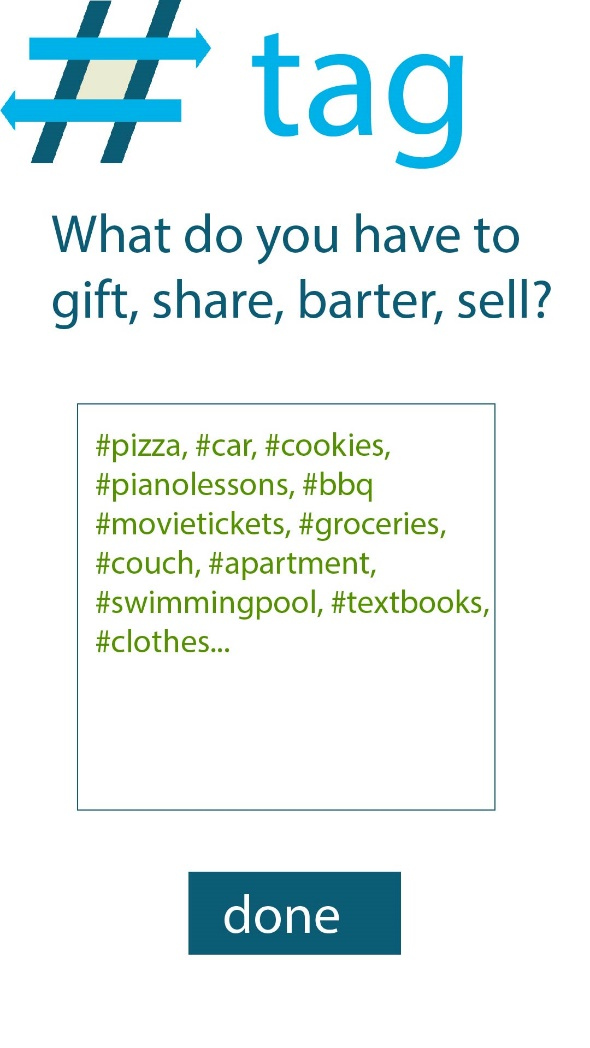 # tag
What do you have to
gift, share, barter, sell?
#pizza, #car, #cookies,
#pianolessons, #bbq
#movietickets, #groceries,
#couch, #apartment,
#swimmingpool, #textbooks,
#clothes...
done